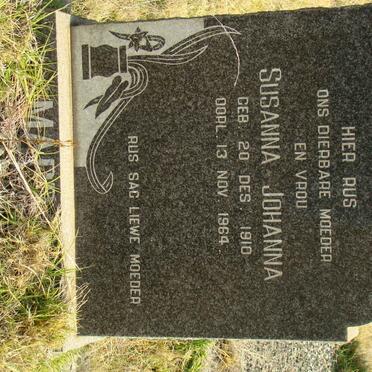 HIER RUS
ONS DIERBARE MOEDER
EN VROU
SUSANNA JOHANNA
GEB. 20 DES. 1910
OORL. 13 NOV. 1964
RUS SAG LIEWE MOEDER